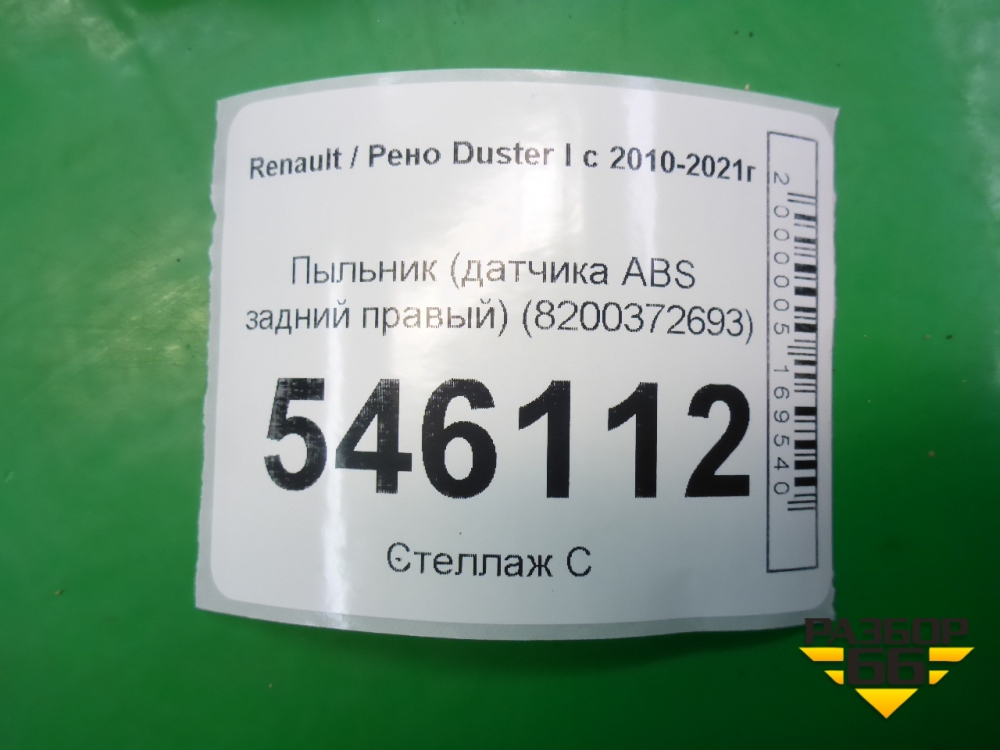 Renault / Рено Duster I с 2010-2021г
Пыльник (датчика ABS
задний правый) (8200372693)
546112
Стеллаж С
2000005169540
РАЗБОР
66